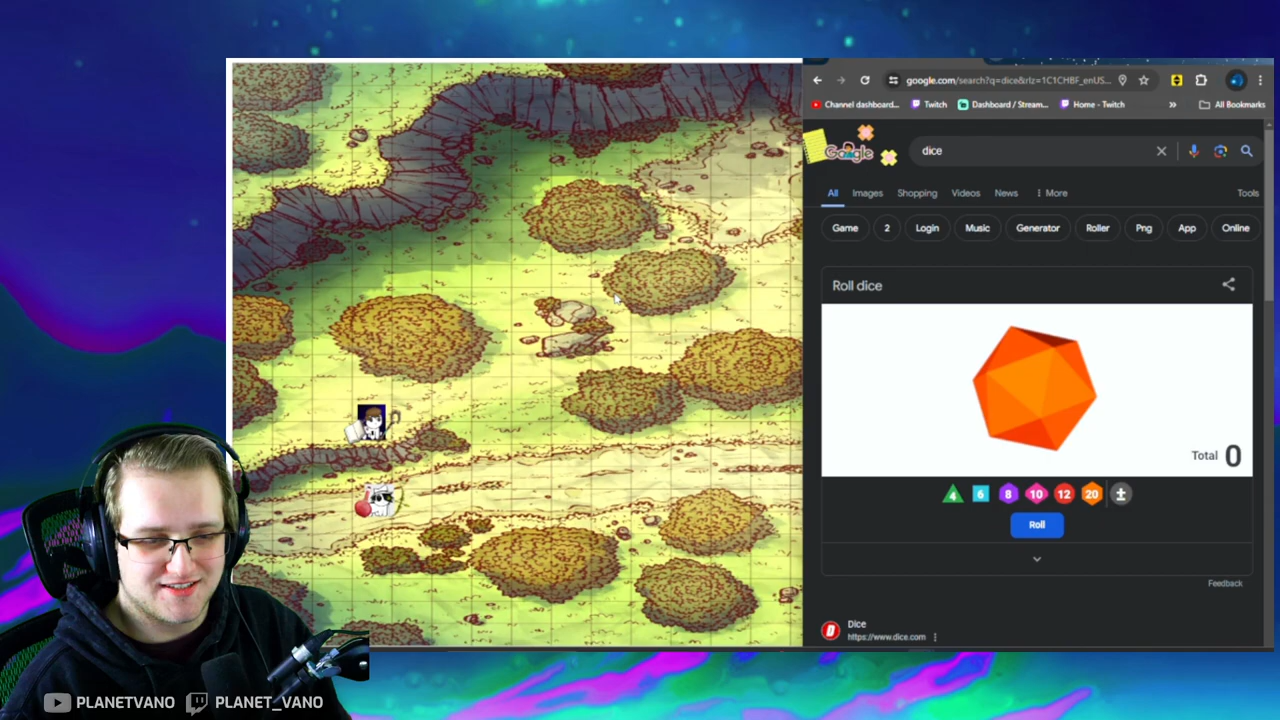 google.com/search?q=dice&rlz=1C1CHBF_enUS...
Channel dashboard...
Twitch
Dashboard / Stream...
Home - Twitch
»
All Bookmarks
Google
dice
All
Images
Shopping
Videos
News
More
Tools
Game
2
Login
Music
Generator
Roller
Png
App
Online
Roll dice
Total 0
4 6 8 10 12 20 ±
Roll
Feedback
D
Dice
https://www.dice.com
PLANETVANO PLANET_VANO